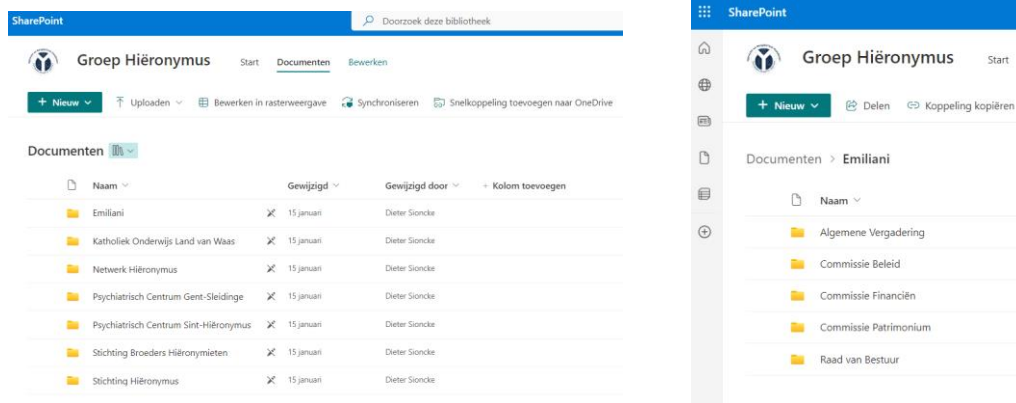 SharePoint
Doorzoek deze bibliotheek
Groep Hiëronymus
Start Documenten Bewerken
+ Nieuw Uploaden Bewerken in rasterweergave Synchroniseren Snelkoppeling toevoegen naar OneDrive
Documenten
Naam Gewijzigd Gewijzigd door + Kolom toevoegen
Emiliani 15 januari Dieter Sioncke
Katholiek Onderwijs Land van Waas 15 januari Dieter Sioncke
Netwerk Hiëronymus 15 januari Dieter Sioncke
Psychiatrisch Centrum Gent-Sleidinge 15 januari Dieter Sioncke
Psychiatrisch Centrum Sint-Hiëronymus 15 januari Dieter Sioncke
Stichting Broeders Hiëronymieten 15 januari Dieter Sioncke
Stichting Hiëronymus 15 januari Dieter Sioncke
SharePoint
Groep Hiëronymus Start
+ Nieuw Delen Koppeling kopiëren
Documenten > Emiliani
Naam
Algemene Vergadering
Commissie Beleid
Commissie Financiën
Commissie Patrimonium
Raad van Bestuur